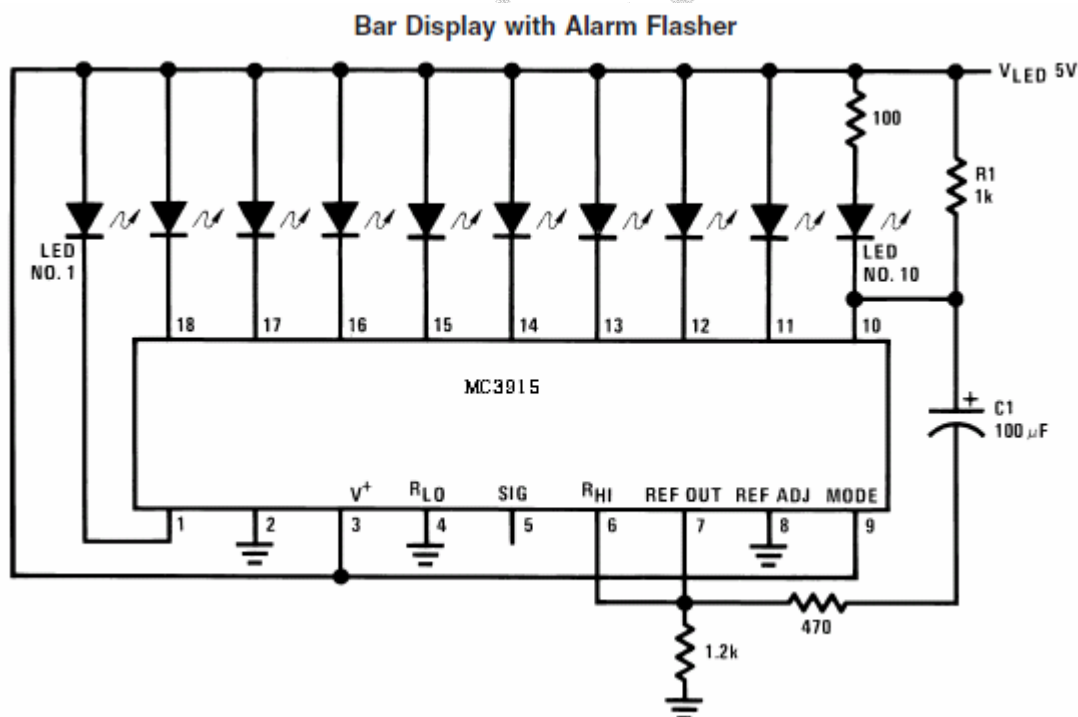 Bar Display with Alarm Flasher
VLED 5V
100
R1
1k
LED
NO. 1
LED
NO. 10
18 17 16 15 14 13 12 11 10
MC3915
C1
100 μF
+
V+ RLO SIG RHI REF OUT REF ADJ MODE
1 2 3 4 5 6 7 8 9
470
1.2k